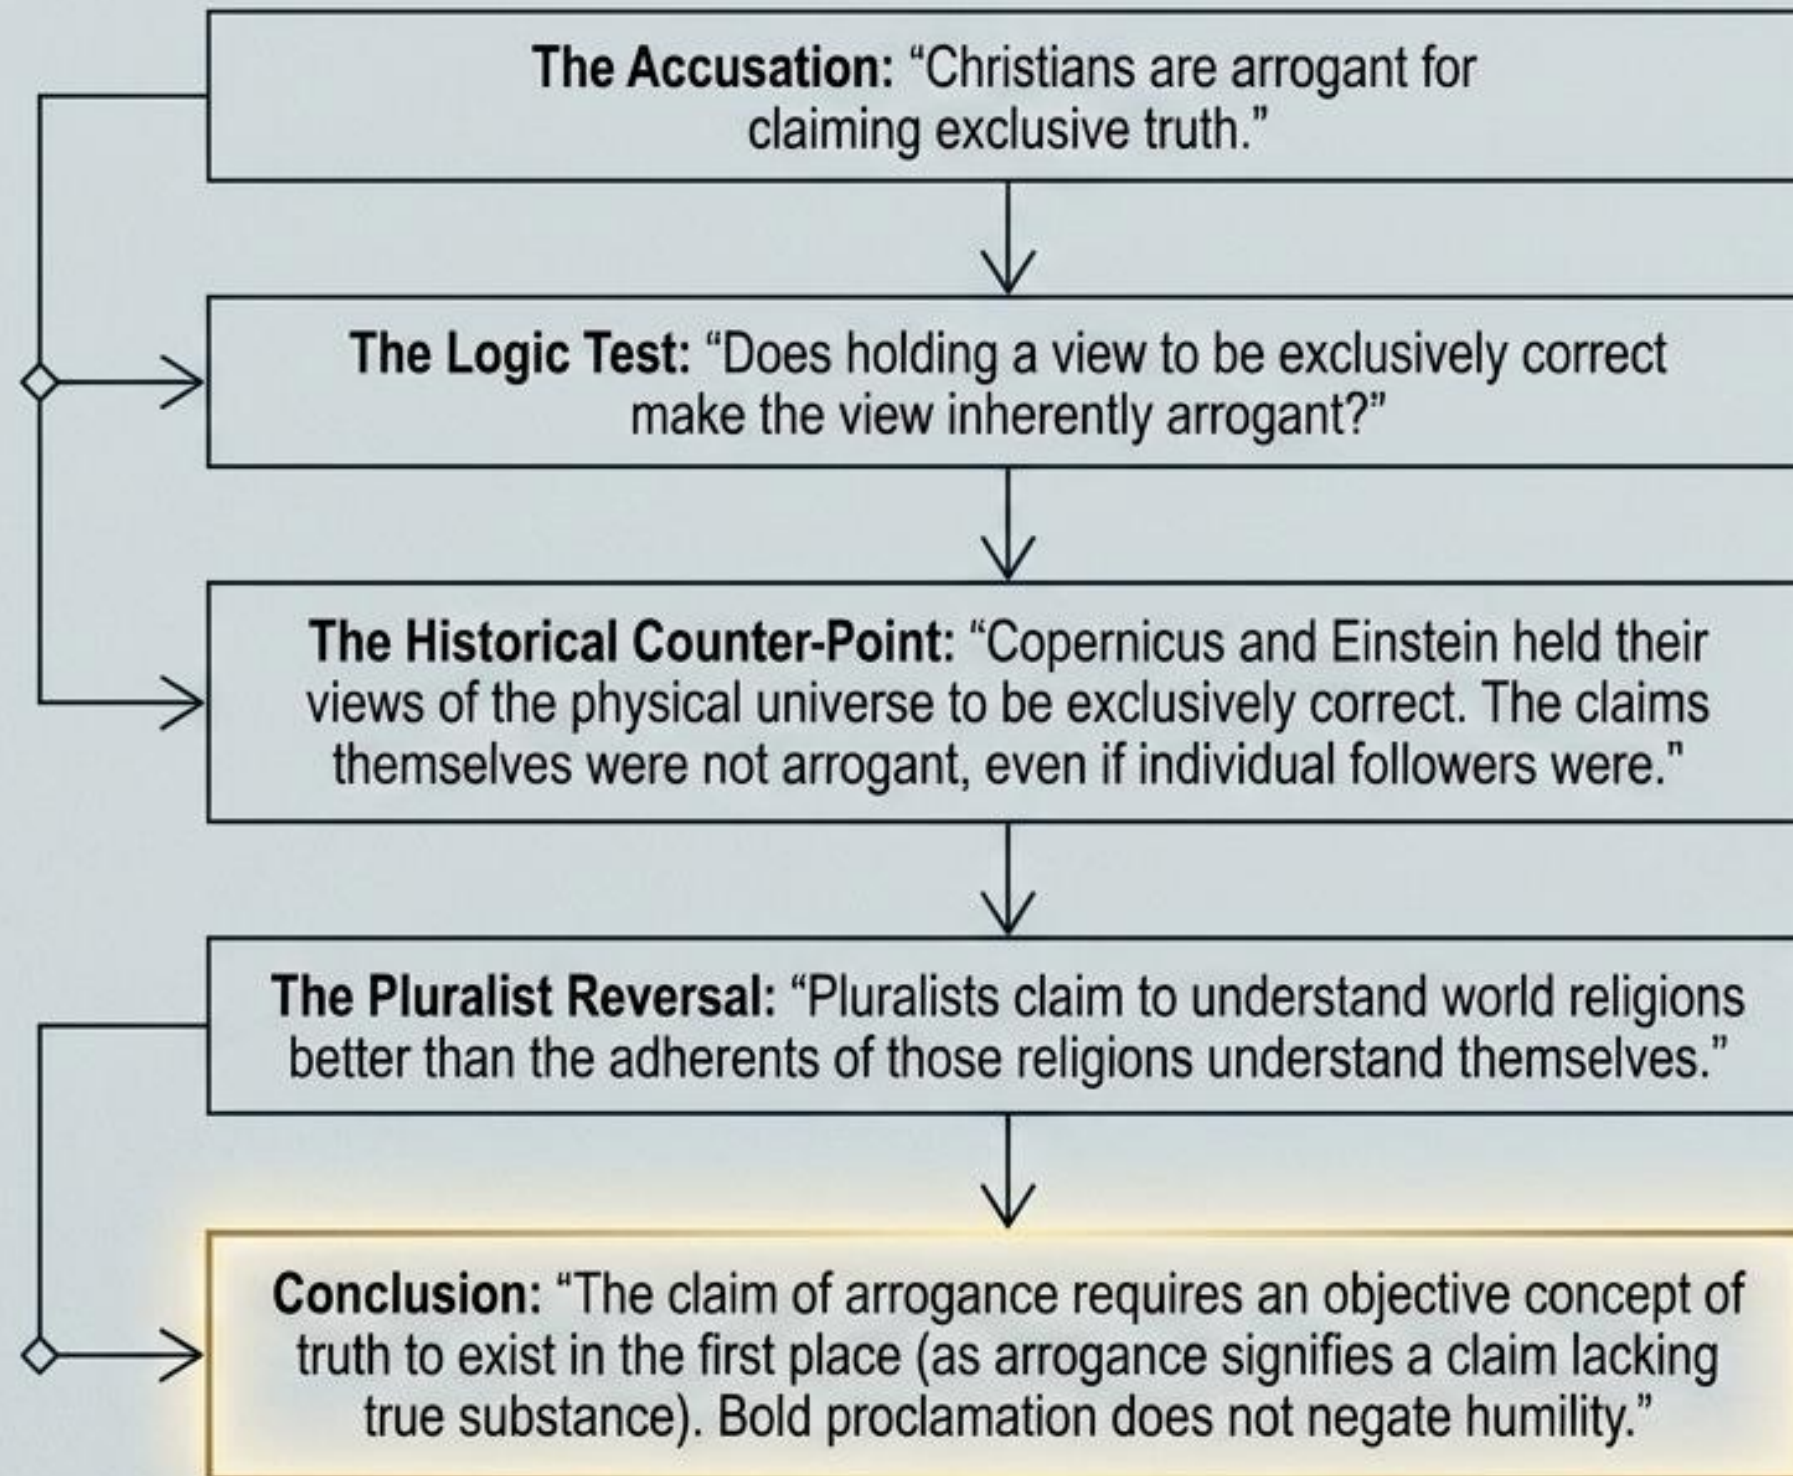 The Accusation: “Christians are arrogant for
claiming exclusive truth.”
The Logic Test: “Does holding a view to be exclusively correct
make the view inherently arrogant?”
The Historical Counter-Point: “Copernicus and Einstein held their
views of the physical universe to be exclusively correct. The claims
themselves were not arrogant, even if individual followers were.”
The Pluralist Reversal: “Pluralists claim to understand world religions
better than the adherents of those religions understand themselves.”
Conclusion: “The claim of arrogance requires an objective concept of
truth to exist in the first place (as arrogance signifies a claim lacking
true substance). Bold proclamation does not negate humility.”